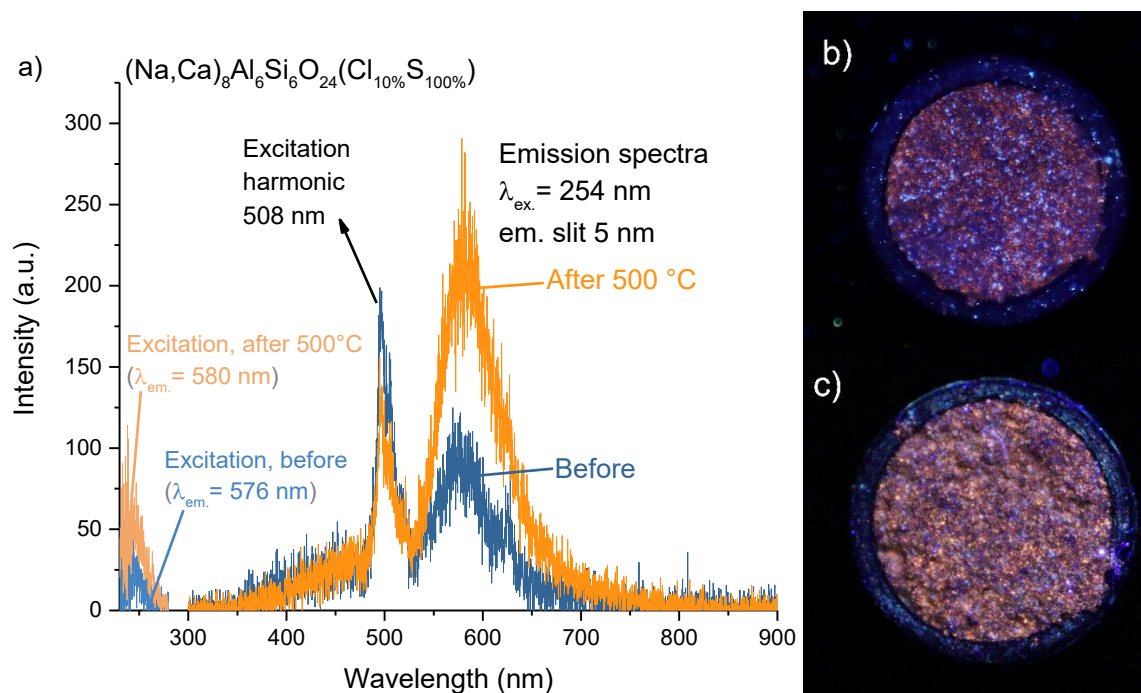 a)
(Na,Ca)₈Al₆Si₆O₂₄(Cl₁₀%S₁₀₀%)
300
250
200
150
100
50
0
Intensity (a.u.)
Excitation
harmonic
508 nm
Emission spectra
λex.= 254 nm
em. slit 5 nm
After 500 °C
Excitation, after 500°C
(λem.= 580 nm)
Excitation, before
(λem.= 576 nm)
Before
300 400 500 600 700 800 900
Wavelength (nm)
b)
c)